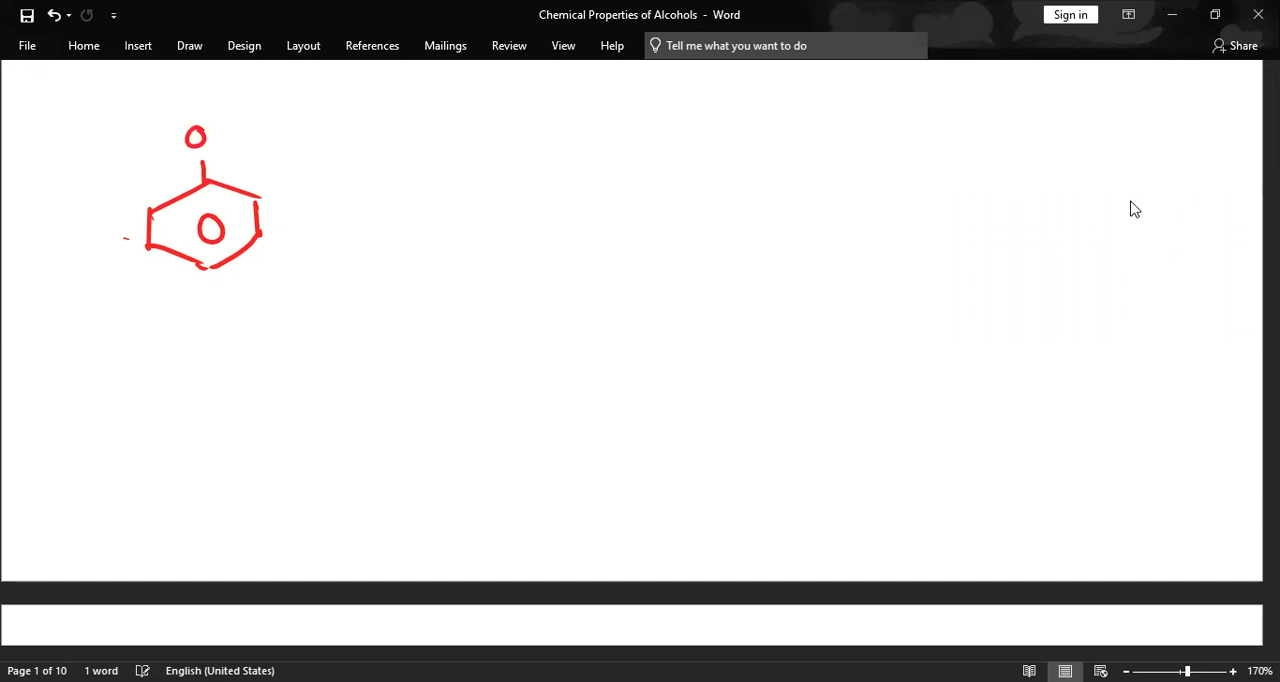 Chemical Properties of Alcohols - Word
Sign in
File Home Insert Draw Design Layout References Mailings Review View Help Tell me what you want to do Share
O
Page 1 of 10 1 word English (United States) 170%